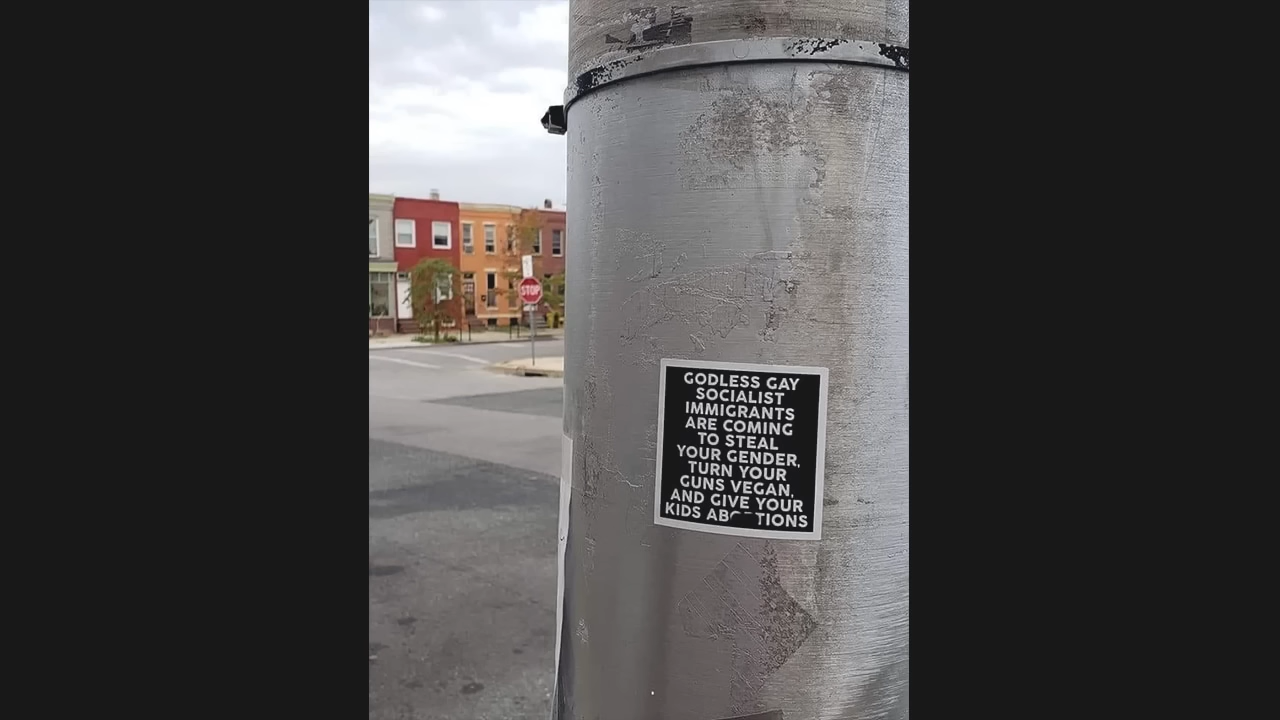 STOP
GODLESS GAY
SOCIALIST
IMMIGRANTS
ARE COMING
TO STEAL
YOUR GENDER,
TURN YOUR
GUNS VEGAN,
AND GIVE YOUR
KIDS ABORTIONS